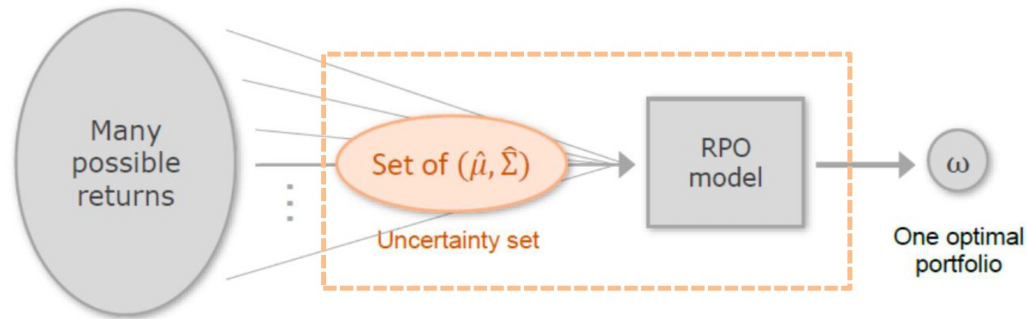 Many
possible
returns
⋮
Set of (μ̂, Σ̂)
Uncertainty set
RPO
model
ω
One optimal
portfolio